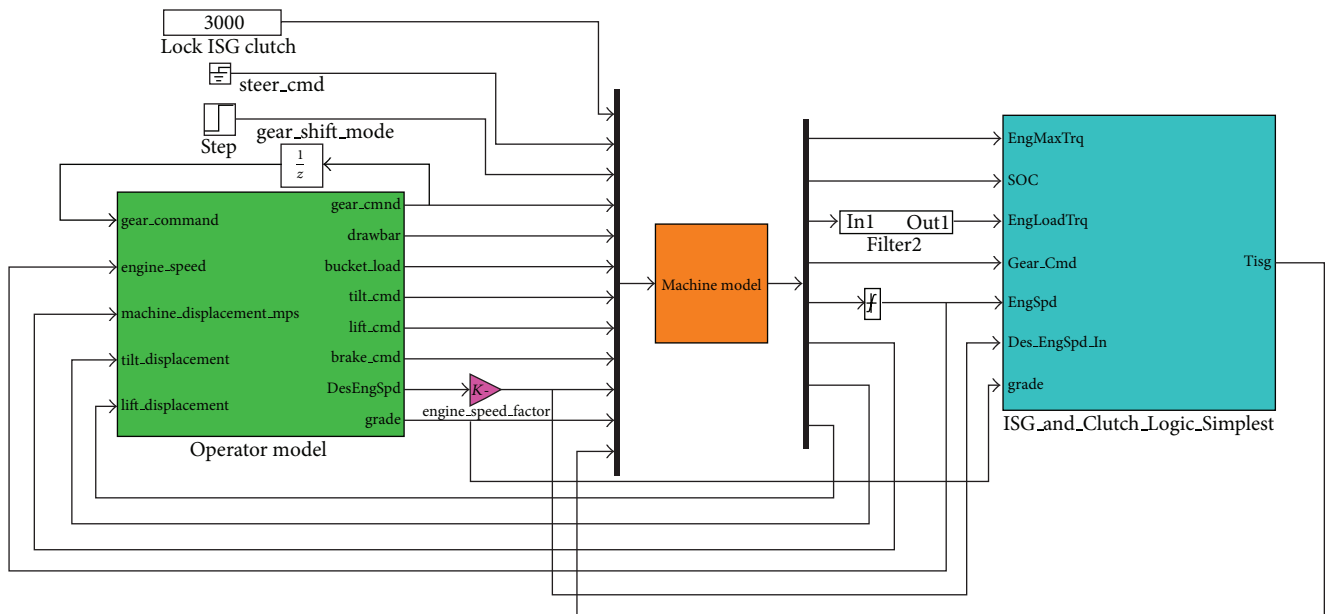 3000
Lock ISG clutch
steer_cmd
gear_shift_mode
Step
1
z
gear_command
engine_speed
machine_displacement_mps
tilt_displacement
lift_displacement
gear_cmnd
drawbar
bucket_load
tilt_cmd
lift_cmd
brake_cmd
DesEngSpd
grade
Operator model
K-
engine_speed_factor
Machine model
In1 Out1
Filter2
EngMaxTrq
SOC
EngLoadTrq
Gear_Cmd
EngSpd
Des_EngSpd_In
grade
Tisg
ISG_and_Clutch_Logic_Simplest